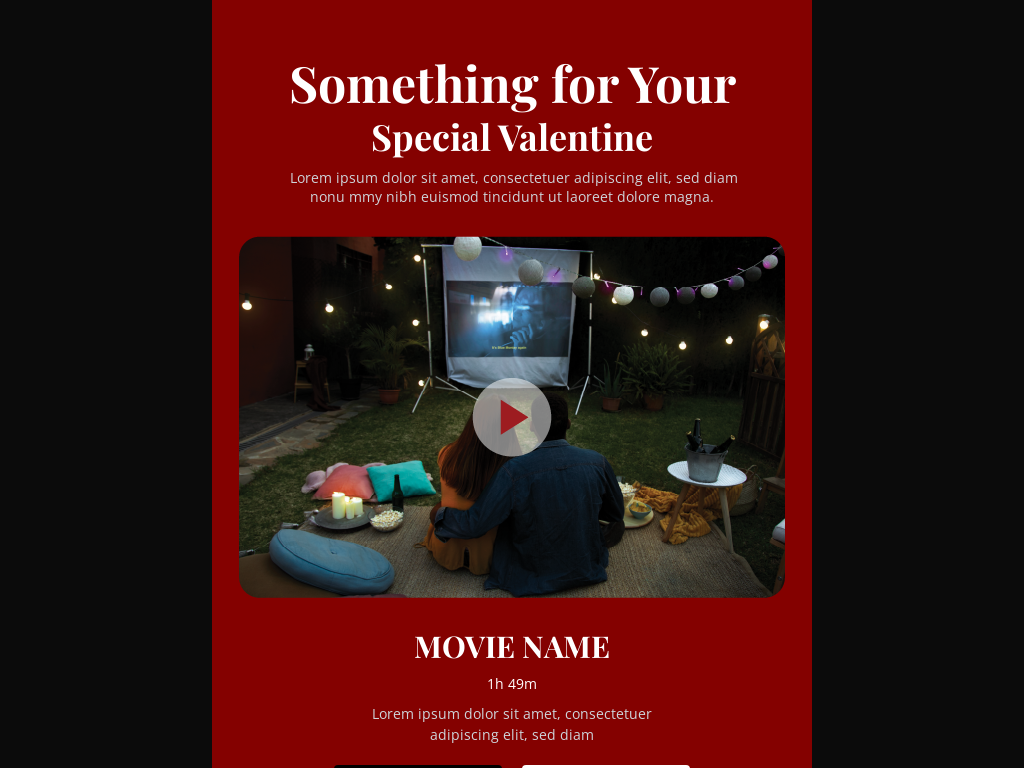 Something for Your
Special Valentine
Lorem ipsum dolor sit amet, consectetuer adipiscing elit, sed diam
nonu mmy nibh euismod tincidunt ut laoreet dolore magna.
MOVIE NAME
1h 49m
Lorem ipsum dolor sit amet, consectetuer
adipiscing elit, sed diam